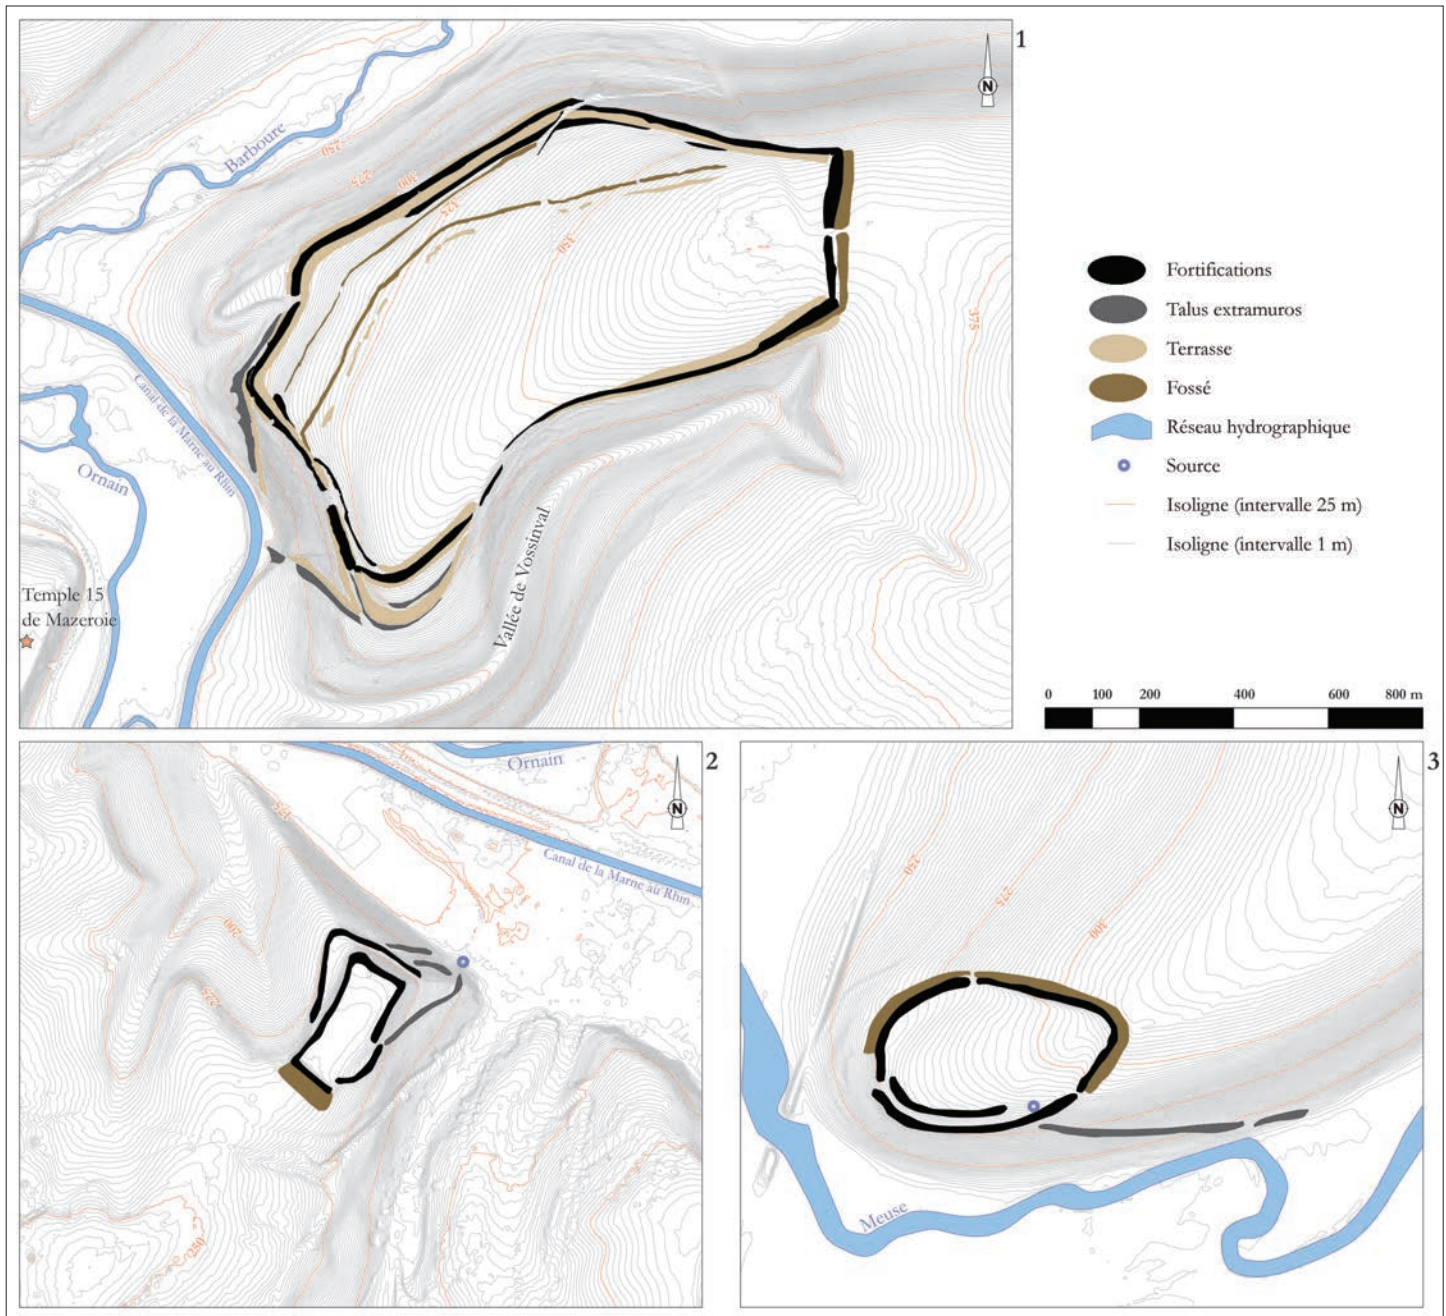 1
N
Barboure
250
275
300
325
350
375
Canal de la Marne au Rhin
Ornain
Temple 15
de Mazeroie
Vallée de Vossinval
Fortifications
Talus extramuros
Terrasse
Fossé
Réseau hydrographique
Source
Isoligne (intervalle 25 m)
Isoligne (intervalle 1 m)
0 100 200 400 600 800 m
2
N
Ornain
Canal de la Marne au Rhin
200
225
250
3
N
250
275
300
Meuse